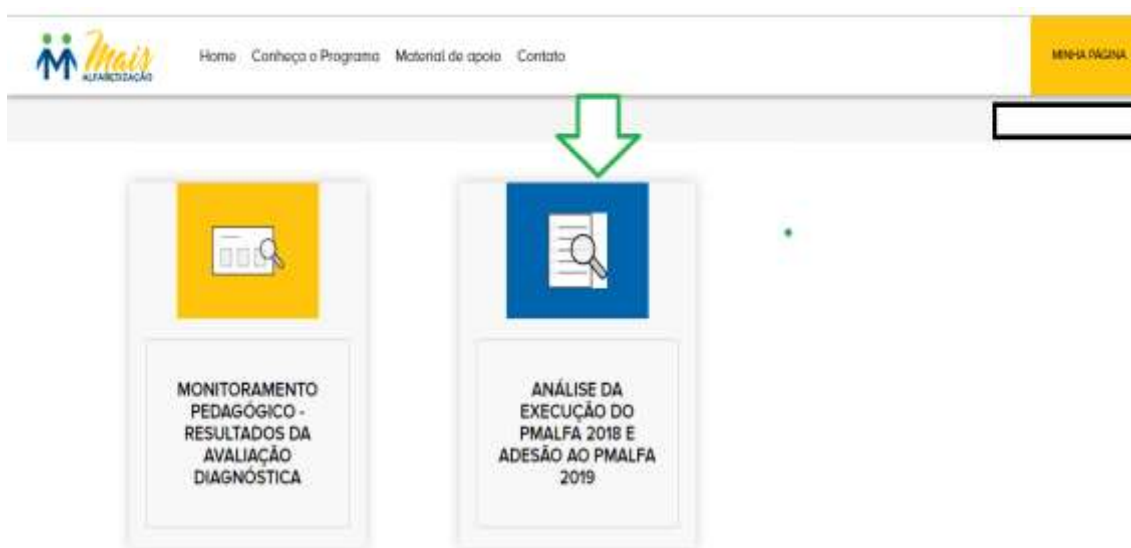 Mais
ALFABETIZAÇÃO
Home Conheça o Programa Material de apoio Contato
MINHA PÁGINA
MONITORAMENTO
PEDAGÓGICO -
RESULTADOS DA
AVALIAÇÃO
DIAGNÓSTICA
ANÁLISE DA
EXECUÇÃO DO
PMALFA 2018 E
ADESÃO AO PMALFA
2019